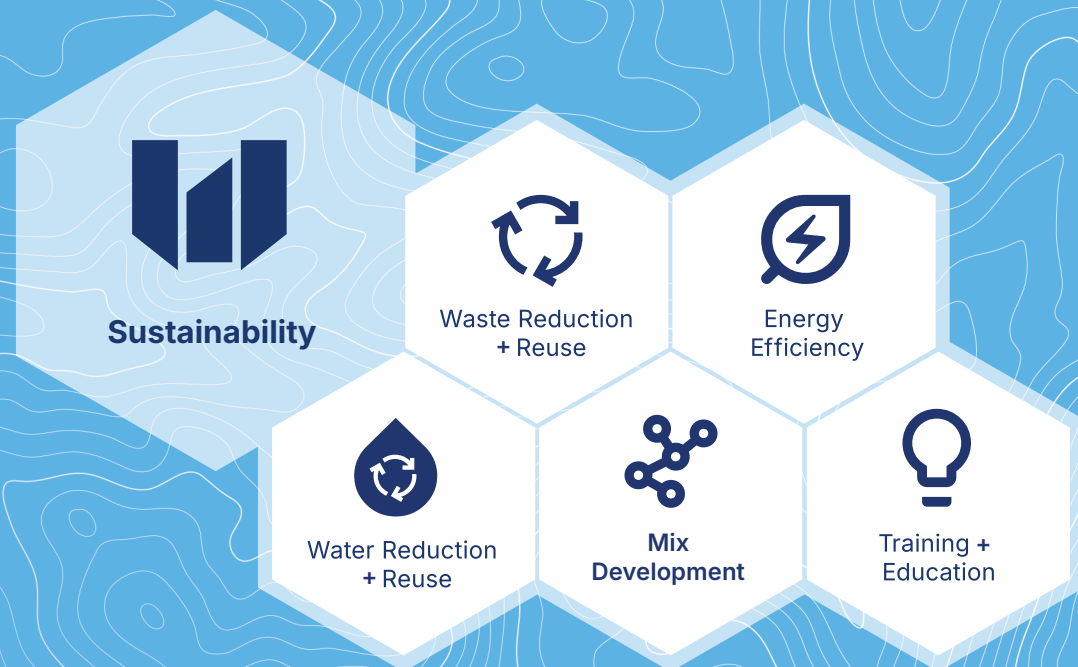 Sustainability
Waste Reduction
+ Reuse
Energy
Efficiency
Water Reduction
+ Reuse
Mix
Development
Training +
Education